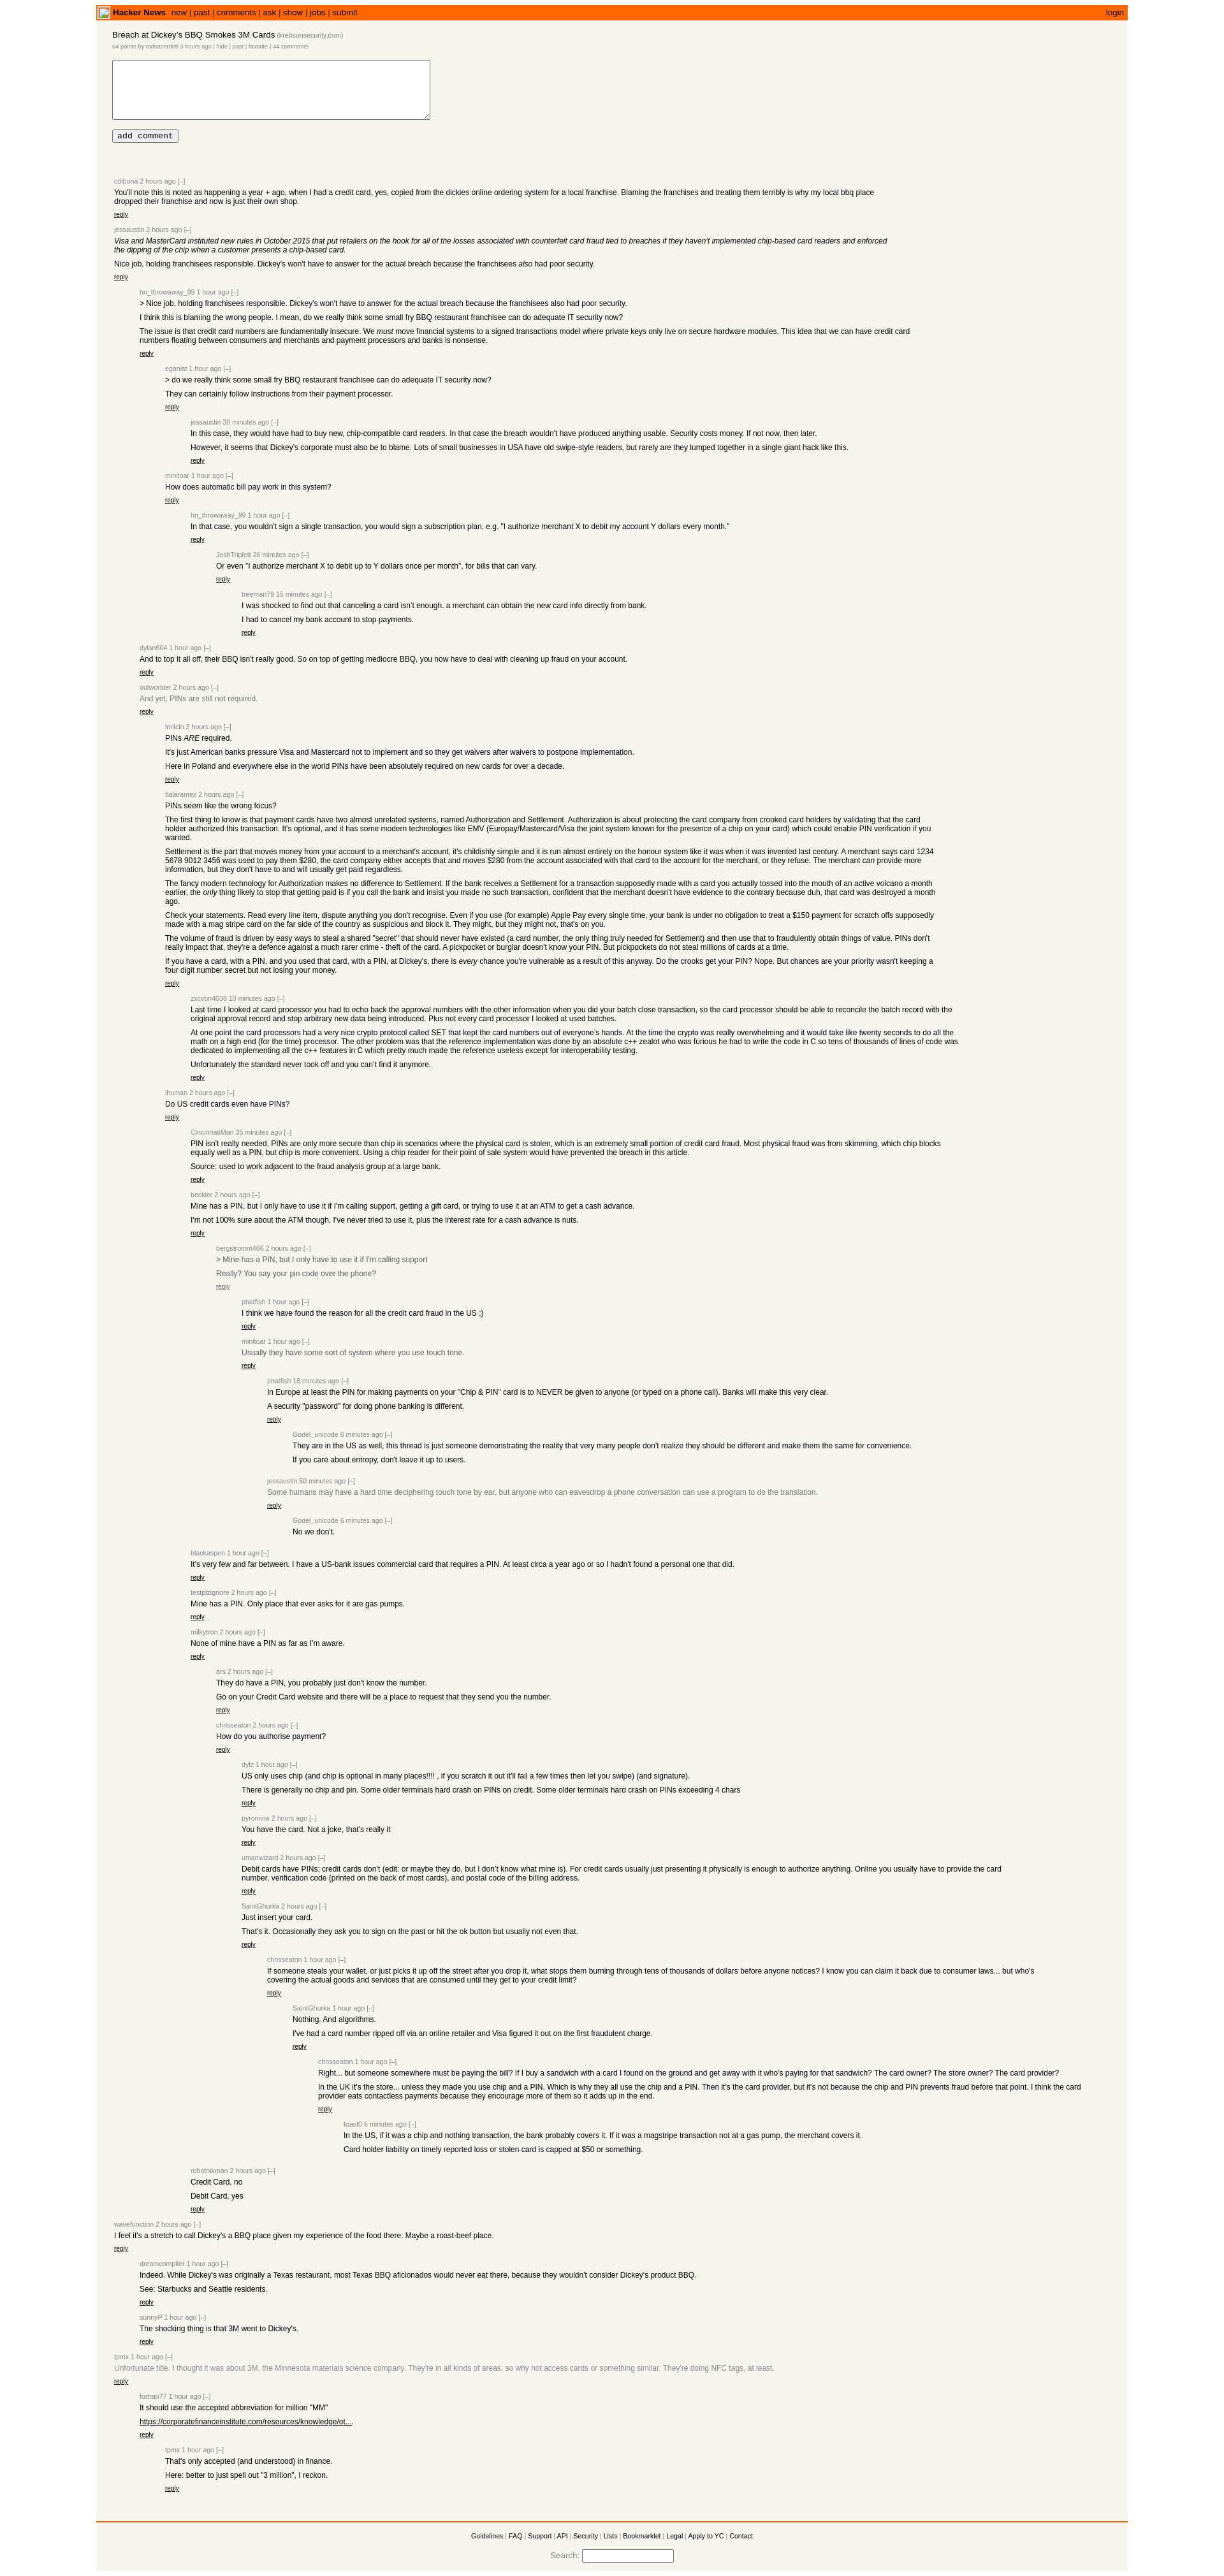 Hacker News new | past | comments | ask | show | jobs | submit
login
Breach at Dickey's BBQ Smokes 3M Cards (krebsonsecurity.com)
64 points by todsacerdoti 3 hours ago | hide | past | favorite | 44 comments
add comment
cdibona 2 hours ago [–]
You'll note this is noted as happening a year + ago, when I had a credit card, yes, copied from the dickies online ordering system for a local franchise. Blaming the franchises and treating them terribly is why my local bbq place
dropped their franchise and now is just their own shop.
reply
jessaustin 2 hours ago [–]
Visa and MasterCard instituted new rules in October 2015 that put retailers on the hook for all of the losses associated with counterfeit card fraud tied to breaches if they haven't implemented chip-based card readers and enforced
the dipping of the chip when a customer presents a chip-based card.
Nice job, holding franchisees responsible. Dickey's won't have to answer for the actual breach because the franchisees also had poor security.
reply
hn_throwaway_99 1 hour ago [–]
> Nice job, holding franchisees responsible. Dickey's won't have to answer for the actual breach because the franchisees also had poor security.
I think this is blaming the wrong people. I mean, do we really think some small fry BBQ restaurant franchisee can do adequate IT security now?
The issue is that credit card numbers are fundamentally insecure. We must move financial systems to a signed transactions model where private keys only live on secure hardware modules. This idea that we can have credit card
numbers floating between consumers and merchants and payment processors and banks is nonsense.
reply
eganist 1 hour ago [–]
> do we really think some small fry BBQ restaurant franchisee can do adequate IT security now?
They can certainly follow instructions from their payment processor.
reply
jessaustin 30 minutes ago [–]
In this case, they would have had to buy new, chip-compatible card readers. In that case the breach wouldn't have produced anything usable. Security costs money. If not now, then later.
However, it seems that Dickey's corporate must also be to blame. Lots of small businesses in USA have old swipe-style readers, but rarely are they lumped together in a single giant hack like this.
reply
minitoar 1 hour ago [–]
How does automatic bill pay work in this system?
reply
hn_throwaway_99 1 hour ago [–]
In that case, you wouldn't sign a single transaction, you would sign a subscription plan, e.g. "I authorize merchant X to debit my account Y dollars every month."
reply
JoshTriplett 26 minutes ago [–]
Or even "I authorize merchant X to debit up to Y dollars once per month", for bills that can vary.
reply
treeman79 15 minutes ago [–]
I was shocked to find out that canceling a card isn't enough. a merchant can obtain the new card info directly from bank.
I had to cancel my bank account to stop payments.
reply
dylan604 1 hour ago [–]
And to top it all off, their BBQ isn't really good. So on top of getting mediocre BBQ, you now have to deal with cleaning up fraud on your account.
reply
outworlder 2 hours ago [–]
And yet, PINs are still not required.
reply
lmilcin 2 hours ago [–]
PINs ARE required.
It's just American banks pressure Visa and Mastercard not to implement and so they get waivers after waivers to postpone implementations.
Here in Poland and everywhere else in the world PINs have been absolutely required on new cards for over a decade.
reply
tialaramex 2 hours ago [–]
PINs seem like the wrong focus?
The first thing to know is that payment cards have two almost unrelated systems, named Authorization and Settlement. Authorization is about protecting the card company from crooked card holders by validating that the card
holder authorized this transaction. It's optional, and it has some modern technologies like EMV (Europay/Mastercard/Visa the joint system known for the presence of a chip on your card) which could enable PIN verification if you
wanted.
Settlement is the part that moves money from your account to a merchant's account, it's childishly simple and it is run almost entirely on the honour system like it was when it was invented last century. A merchant says card 1234
5678 9012 3456 was used to pay them $280, the card company either accepts that and moves $280 from the account associated with that card to the account for the merchant, or they refuse. The merchant can provide more
information, but they don't have to and will usually get paid regardless.
The fancy modern technology for Authorization makes no difference to Settlement. If the bank receives a Settlement for a transaction supposedly made with a card you actually tossed into the mouth of an active volcano a month
earlier, the only thing likely to stop that getting paid is if you call the bank and insist you made no such transaction, confident that the merchant doesn't have evidence to the contrary because duh, that card was destroyed a month
ago.
Check your statements. Read every line item, dispute anything you don't recognise. Even if you use (for example) Apple Pay every single time, your bank is under no obligation to treat a $150 payment for scratch offs supposedly
made with a mag stripe card on the far side of the country as suspicious and block it. They might, but they might not, that's on you.
The volume of fraud is driven by easy ways to steal a shared "secret" that should never have existed (a card number, the only thing truly needed for Settlement) and then use that to fraudulently obtain things of value. PINs don't
really impact that, they're a defence against a much rarer crime - theft of the card. A pickpocket or burglar doesn't know your PIN. But pickpockets do not steal millions of cards at a time.
If you have a card, with a PIN, and you used that card, with a PIN, at Dickey's, there is every chance you're vulnerable as a result of this anyway. Do the crooks get your PIN? Nope. But chances are your priority wasn't keeping a
four digit number secret but not losing your money.
reply
zxcvbn4038 10 minutes ago [–]
Last time I looked at card processor you had to echo back the approval numbers with the other information when you did your batch close transaction, so the card processor should be able to reconcile the batch record with the
original approval record and stop arbitrary new data being introduced. Plus not every card processor I looked at used batches.
At one point the card processors had a very nice crypto protocol called SET that kept the card numbers out of everyone's hands. At the time the crypto was really overwhelming and it would take like twenty seconds to do all the
math on a high end (for the time) processor. The other problem was that the reference implementation was done by an absolute c++ zealot who was furious he had to write the code in C so tens of thousands of lines of code was
dedicated to implementing all the c++ features in C which pretty much made the reference useless except for interoperability testing.
Unfortunately the standard never took off and you can't find it anymore.
reply
ihuman 2 hours ago [–]
Do US credit cards even have PINs?
reply
CincinnatiMan 35 minutes ago [–]
PIN isn't really needed. PINs are only more secure than chip in scenarios where the physical card is stolen, which is an extremely small portion of credit card fraud. Most physical fraud was from skimming, which chip blocks
equally well as a PIN, but chip is more convenient. Using a chip reader for their point of sale system would have prevented the breach in this article.
Source: used to work adjacent to the fraud analysis group at a large bank.
reply
beckler 2 hours ago [–]
Mine has a PIN, but I only have to use it if I'm calling support, getting a gift card, or trying to use it at an ATM to get a cash advance.
I'm not 100% sure about the ATM though, I've never tried to use it, plus the interest rate for a cash advance is nuts.
reply
bergstromm466 2 hours ago [–]
> Mine has a PIN, but I only have to use it if I'm calling support
Really? You say your pin code over the phone?
reply
phatfish 1 hour ago [–]
I think we have found the reason for all the credit card fraud in the US ;)
reply
minitoar 1 hour ago [–]
Usually they have some sort of system where you use touch tone.
reply
phatfish 18 minutes ago [–]
In Europe at least the PIN for making payments on your "Chip & PIN" card is to NEVER be given to anyone (or typed on a phone call). Banks will make this very clear.
A security "password" for doing phone banking is different.
reply
Godel_unicode 6 minutes ago [–]
They are in the US as well, this thread is just someone demonstrating the reality that very many people don't realize they should be different and make them the same for convenience.
If you care about entropy, don't leave it up to users.
jessaustin 50 minutes ago [–]
Some humans may have a hard time deciphering touch tone by ear, but anyone who can eavesdrop a phone conversation can use a program to do the translation.
reply
Godel_unicode 6 minutes ago [–]
No we don't.
blackaspen 1 hour ago [–]
It's very few and far between. I have a US-bank issues commercial card that requires a PIN. At least circa a year ago or so I hadn't found a personal one that did.
reply
testplzignore 2 hours ago [–]
Mine has a PIN. Only place that ever asks for it are gas pumps.
reply
milkytron 2 hours ago [–]
None of mine have a PIN as far as I'm aware.
reply
ars 2 hours ago [–]
They do have a PIN, you probably just don't know the number.
Go on your Credit Card website and there will be a place to request that they send you the number.
reply
chrisseaton 2 hours ago [–]
How do you authorise payment?
reply
dylz 1 hour ago [–]
US only uses chip (and chip is optional in many places!!!! , if you scratch it out it'll fail a few times then let you swipe) (and signature).
There is generally no chip and pin. Some older terminals hard crash on PINs on credit. Some older terminals hard crash on PINs exceeding 4 chars
reply
pyromine 2 hours ago [–]
You have the card. Not a joke, that's really it
reply
umanwizard 2 hours ago [–]
Debit cards have PINs; credit cards don't (edit: or maybe they do, but I don't know what mine is). For credit cards usually just presenting it physically is enough to authorize anything. Online you usually have to provide the card
number, verification code (printed on the back of most cards), and postal code of the billing address.
reply
SaintGhurka 2 hours ago [–]
Just insert your card.
That's it. Occasionally they ask you to sign on the past or hit the ok button but usually not even that.
reply
chrisseaton 1 hour ago [–]
If someone steals your wallet, or just picks it up off the street after you drop it, what stops them burning through tens of thousands of dollars before anyone notices? I know you can claim it back due to consumer laws... but who's
covering the actual goods and services that are consumed until they get to your credit limit?
reply
SaintGhurka 1 hour ago [–]
Nothing. And algorithms.
I've had a card number ripped off via an online retailer and Visa figured it out on the first fraudulent charge.
reply
chrisseaton 1 hour ago [–]
Right... but someone somewhere must be paying the bill? If I buy a sandwich with a card I found on the ground and get away with it who's paying for that sandwich? The card owner? The store owner? The card provider?
In the UK it's the store... unless they made you use chip and a PIN. Which is why they all use the chip and a PIN. Then it's the card provider, but it's not because the chip and PIN prevents fraud before that point. I think the card
provider eats contactless payments because they encourage more of them so it adds up in the end.
reply
toast0 6 minutes ago [–]
In the US, if it was a chip and nothing transaction, the bank probably covers it. If it was a magstripe transaction not at a gas pump, the merchant covers it.
Card holder liability on timely reported loss or stolen card is capped at $50 or something.
robotnikman 2 hours ago [–]
Credit Card, no
Debit Card, yes
reply
wavefunction 2 hours ago [–]
I feel it's a stretch to call Dickey's a BBQ place given my experience of the food there. Maybe a roast-beef place.
reply
dreamcompiler 1 hour ago [–]
Indeed. While Dickey's was originally a Texas restaurant, most Texas BBQ aficionados would never eat there, because they wouldn't consider Dickey's product BBQ.
See: Starbucks and Seattle residents.
reply
sunnyP 1 hour ago [–]
The shocking thing is that 3M went to Dickey's.
reply
tpmx 1 hour ago [–]
Unfortunate title. I thought it was about 3M, the Minnesota materials science company. They're in all kinds of areas, so why not access cards or something similar. They're doing NFC tags, at least.
reply
fortran77 1 hour ago [–]
It should use the accepted abbreviation for million "MM"
https://corporatefinanceinstitute.com/resources/knowledge/ot....
reply
tpmx 1 hour ago [–]
That's only accepted (and understood) in finance.
Here: better to just spell out "3 million", I reckon.
reply
Guidelines | FAQ | Support | API | Security | Lists | Bookmarklet | Legal | Apply to YC | Contact
Search: